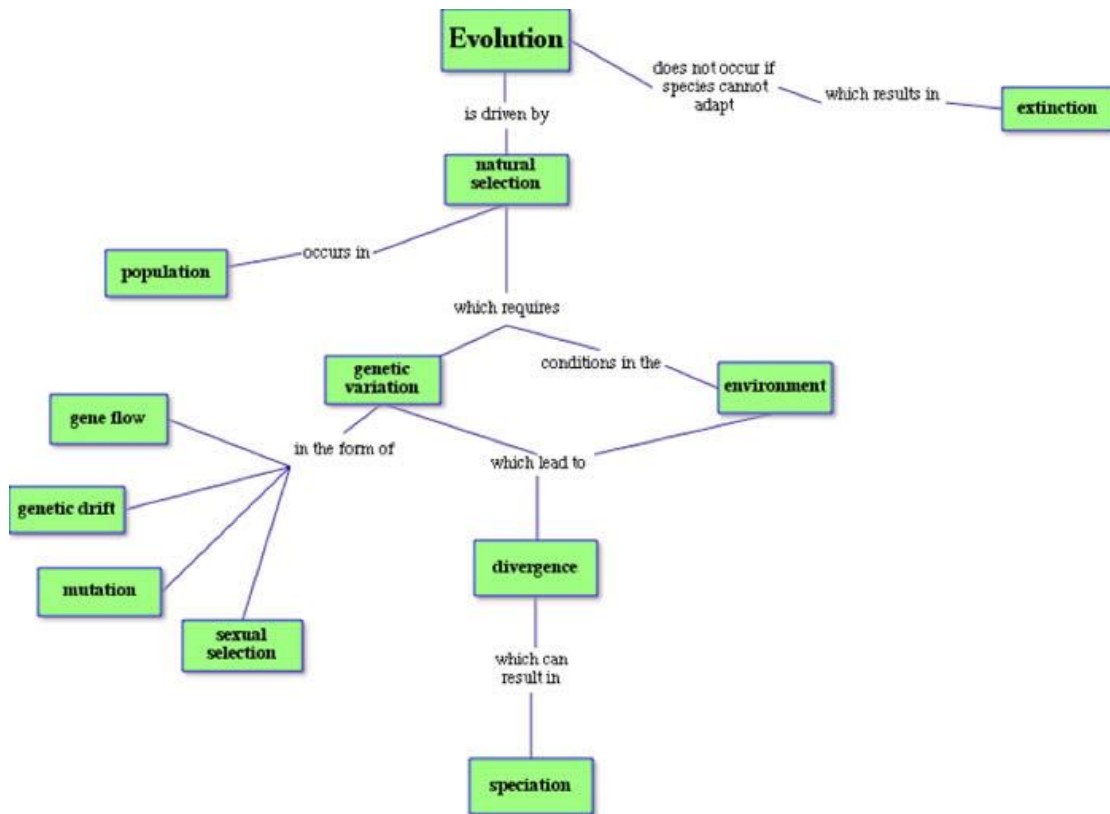 Evolution
does not occur if
species cannot
adapt
which results in
extinction
is driven by
natural
selection
occurs in
population
which requires
genetic
variation
conditions in the
environment
gene flow
in the form of
which lead to
genetic drift
divergence
mutation
sexual
selection
which can
result in
speciation